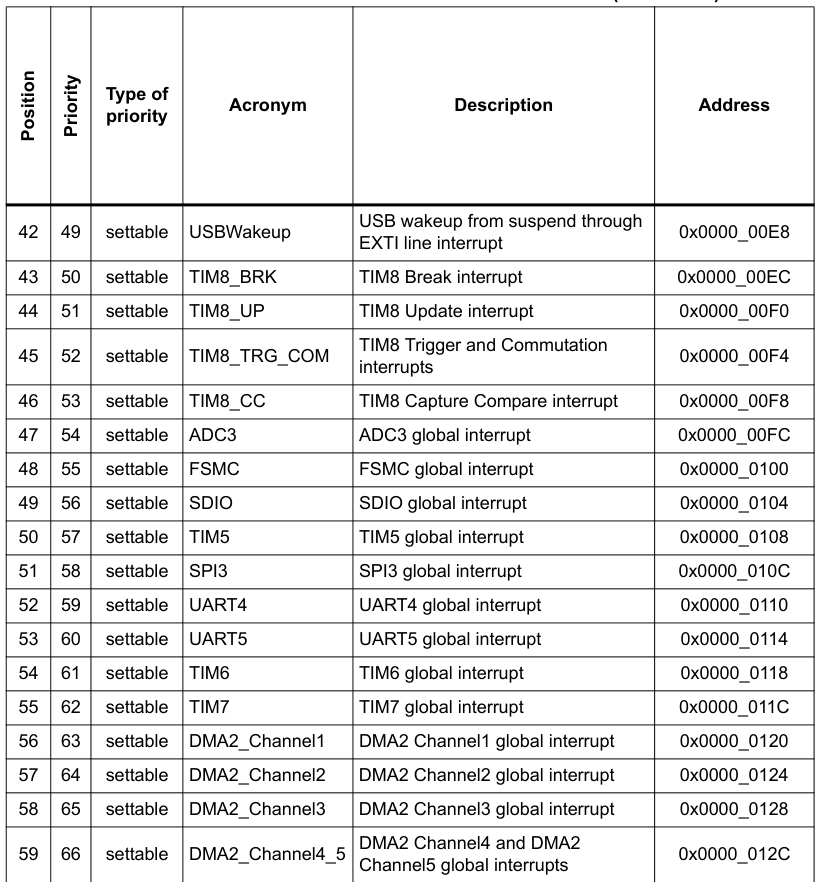 Position Priority Type of priority Acronym Description Address
42 49 settable USBWakeup USB wakeup from suspend through EXTI line interrupt 0x0000_00E8
43 50 settable TIM8_BRK TIM8 Break interrupt 0x0000_00EC
44 51 settable TIM8_UP TIM8 Update interrupt 0x0000_00F0
45 52 settable TIM8_TRG_COM TIM8 Trigger and Commutation interrupts 0x0000_00F4
46 53 settable TIM8_CC TIM8 Capture Compare interrupt 0x0000_00F8
47 54 settable ADC3 ADC3 global interrupt 0x0000_00FC
48 55 settable FSMC FSMC global interrupt 0x0000_0100
49 56 settable SDIO SDIO global interrupt 0x0000_0104
50 57 settable TIM5 TIM5 global interrupt 0x0000_0108
51 58 settable SPI3 SPI3 global interrupt 0x0000_010C
52 59 settable UART4 UART4 global interrupt 0x0000_0110
53 60 settable UART5 UART5 global interrupt 0x0000_0114
54 61 settable TIM6 TIM6 global interrupt 0x0000_0118
55 62 settable TIM7 TIM7 global interrupt 0x0000_011C
56 63 settable DMA2_Channel1 DMA2 Channel1 global interrupt 0x0000_0120
57 64 settable DMA2_Channel2 DMA2 Channel2 global interrupt 0x0000_0124
58 65 settable DMA2_Channel3 DMA2 Channel3 global interrupt 0x0000_0128
59 66 settable DMA2_Channel4_5 DMA2 Channel4 and DMA2 Channel5 global interrupts 0x0000_012C